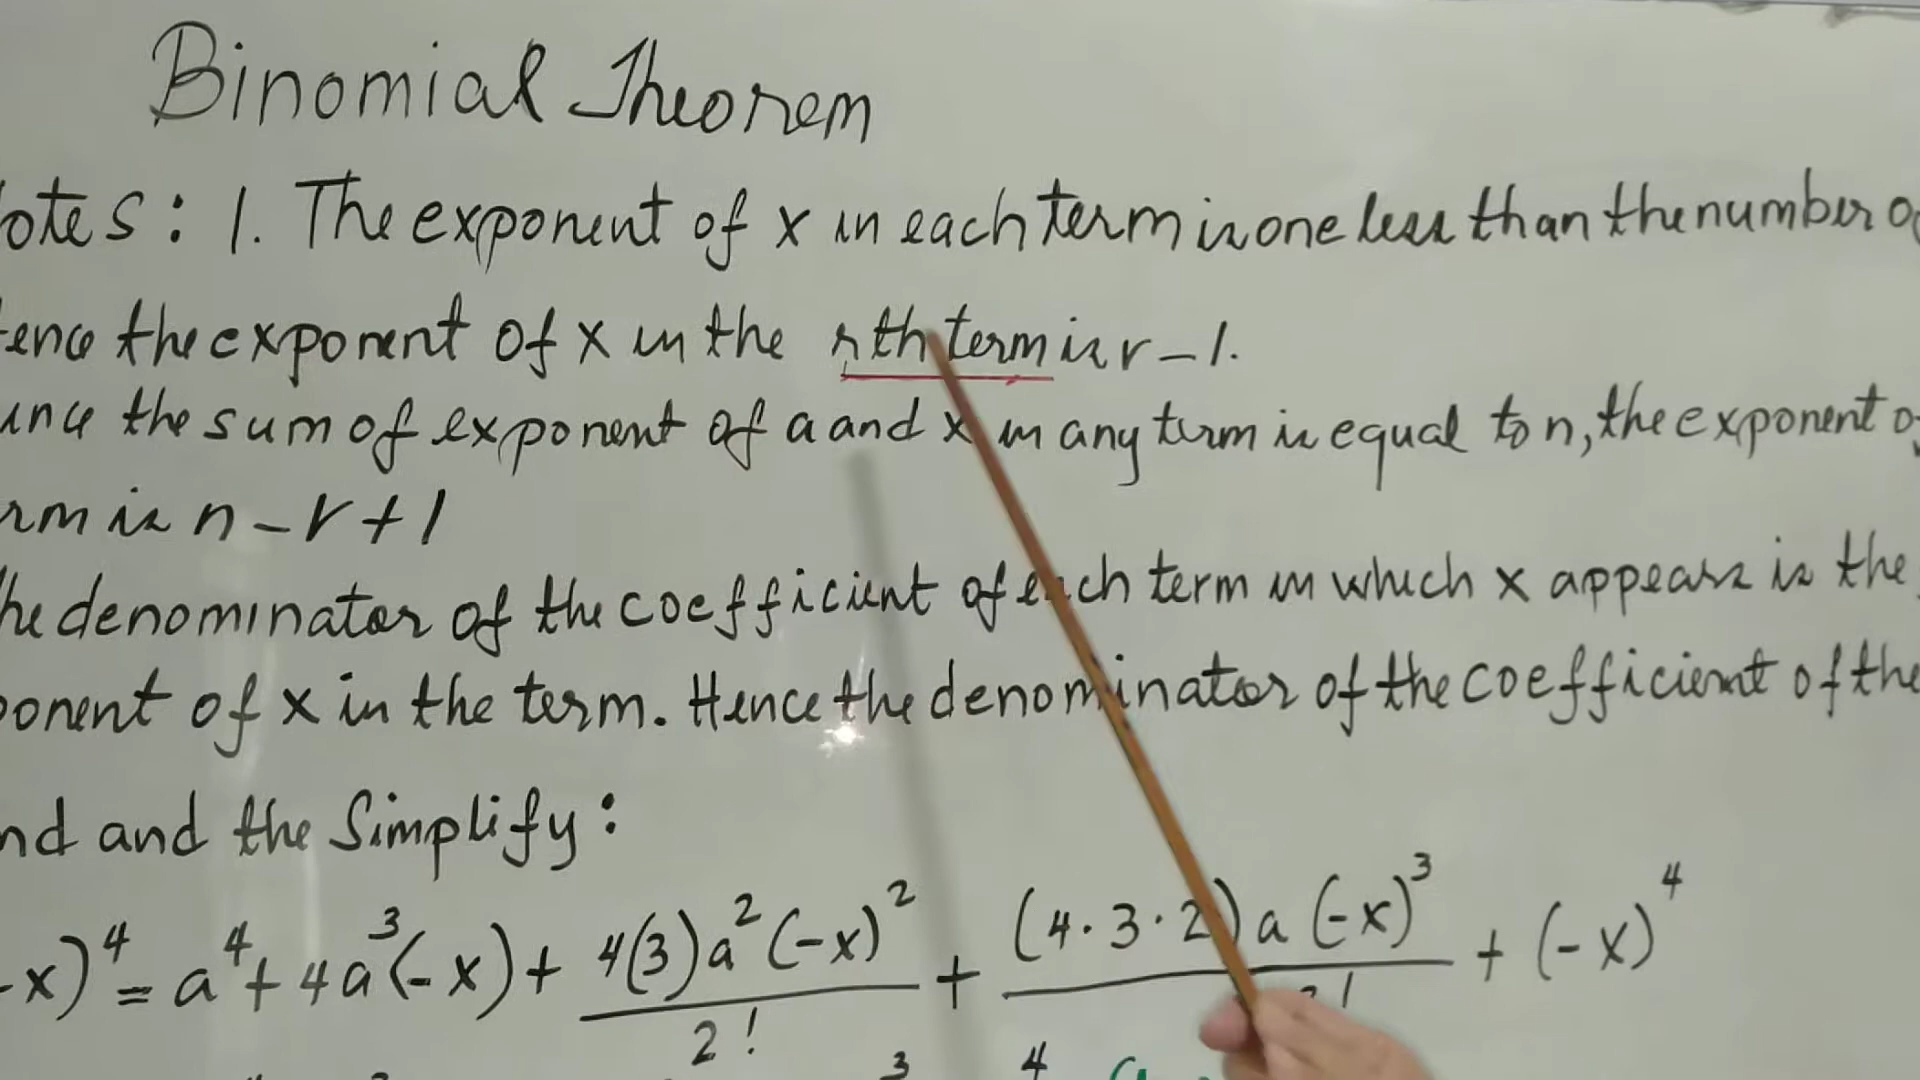 Binomial Theorem
otes: 1. The exponent of x in each term is one less than the number o
ence the exponent of x in the rth term is r-1.
ince the sum of exponent of a and x in any term is equal to n, the exponent o
rm is n-r+1
he denominator of the coefficient of each term in which x appears is the
ponent of x in the term. Hence the denominator of the coefficient of the
nd and the Simplify:
-x)⁴ = a⁴ + 4a³(-x) + 4(3)a²(-x)² / 2! + (4·3·2)a(-x)³ / ! + (-x)⁴
3 4